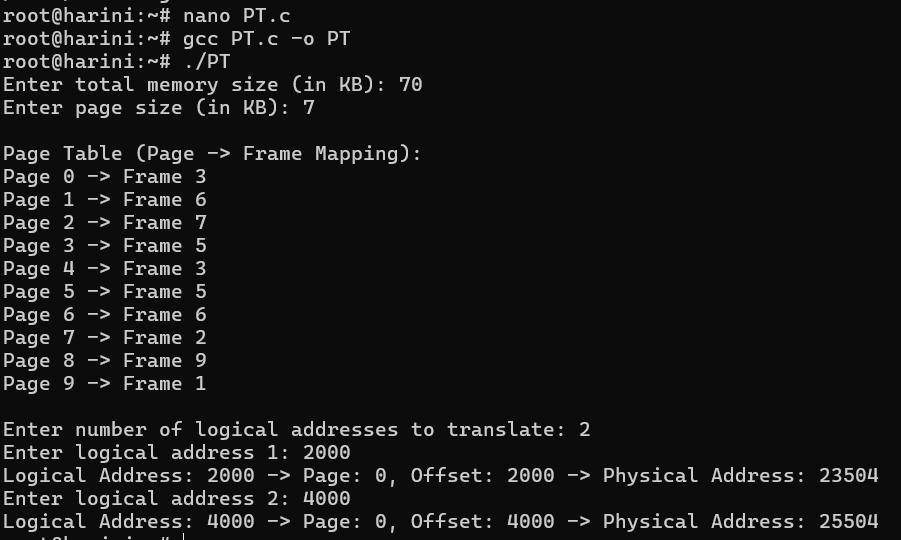 root@harini:~# nano PT.c
root@harini:~# gcc PT.c -o PT
root@harini:~# ./PT
Enter total memory size (in KB): 70
Enter page size (in KB): 7
Page Table (Page -> Frame Mapping):
Page 0 -> Frame 3
Page 1 -> Frame 6
Page 2 -> Frame 7
Page 3 -> Frame 5
Page 4 -> Frame 3
Page 5 -> Frame 5
Page 6 -> Frame 6
Page 7 -> Frame 2
Page 8 -> Frame 9
Page 9 -> Frame 1
Enter number of logical addresses to translate: 2
Enter logical address 1: 2000
Logical Address: 2000 -> Page: 0, Offset: 2000 -> Physical Address: 23504
Enter logical address 2: 4000
Logical Address: 4000 -> Page: 0, Offset: 4000 -> Physical Address: 25504
root@harini:~#